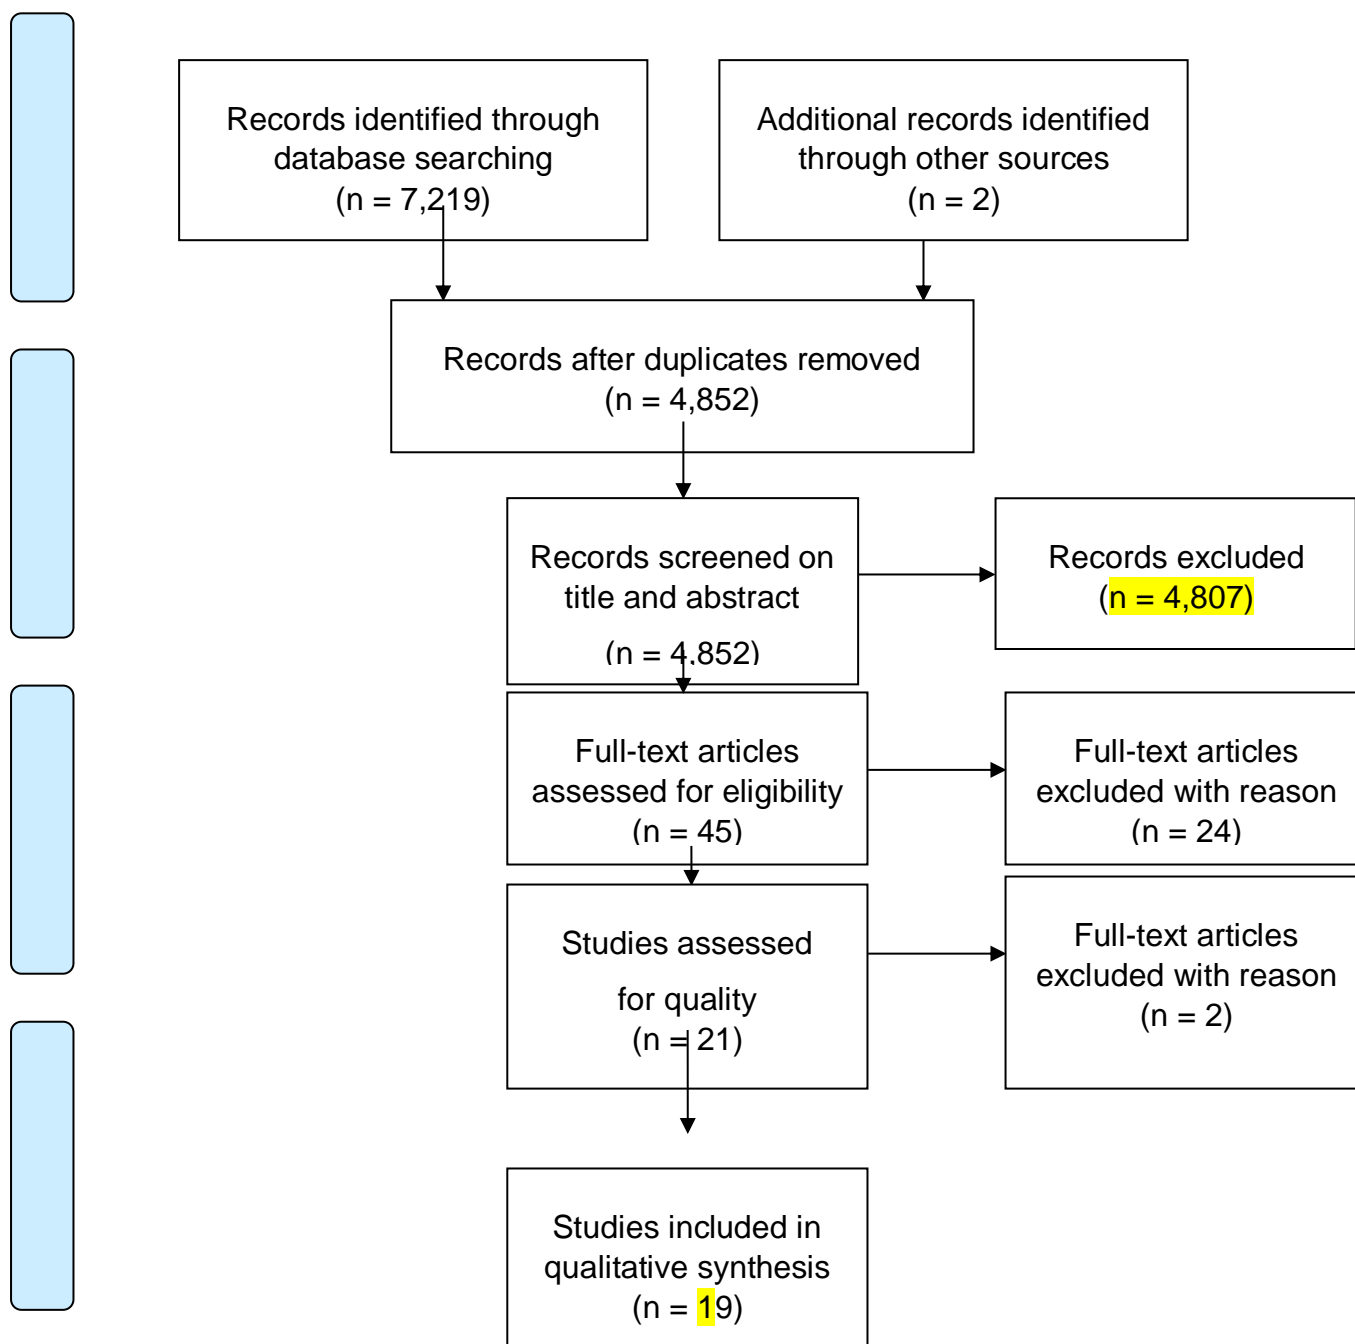 Records identified through
database searching
(n = 7,219)
Additional records identified
through other sources
(n = 2)
Records after duplicates removed
(n = 4,852)
Records screened on
title and abstract
(n = 4,852)
Records excluded
(n = 4,807)
Full-text articles
assessed for eligibility
(n = 45)
Full-text articles
excluded with reason
(n = 24)
Studies assessed
for quality
(n = 21)
Full-text articles
excluded with reason
(n = 2)
Studies included in
qualitative synthesis
(n = 19)